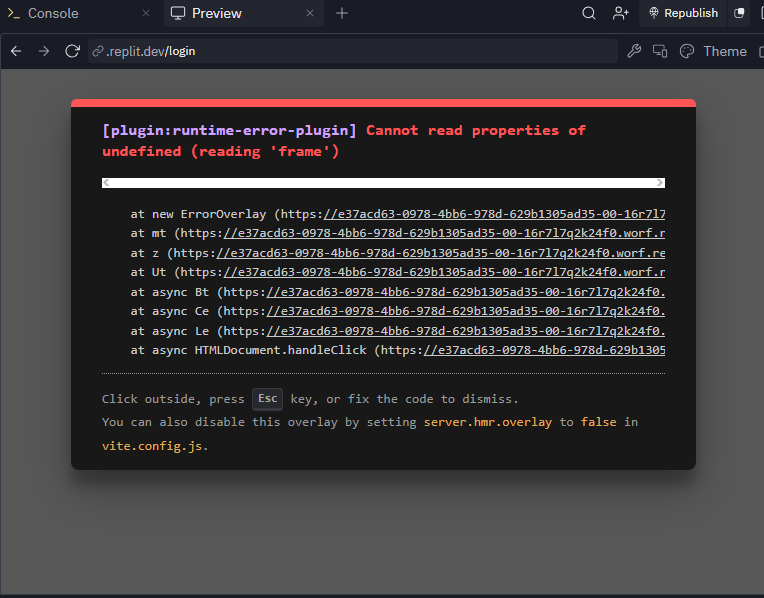 Console
Preview
Republish
.replit.dev/login
Theme
[plugin:runtime-error-plugin] Cannot read properties of
undefined (reading 'frame')
at new ErrorOverlay (https://e37acd63-0978-4bb6-978d-629b1305ad35-00-16r7l7
at mt (https://e37acd63-0978-4bb6-978d-629b1305ad35-00-16r7l7q2k24f0.worf.r
at z (https://e37acd63-0978-4bb6-978d-629b1305ad35-00-16r7l7q2k24f0.worf.re
at Ut (https://e37acd63-0978-4bb6-978d-629b1305ad35-00-16r7l7q2k24f0.worf.r
at async Bt (https://e37acd63-0978-4bb6-978d-629b1305ad35-00-16r7l7q2k24f0.
at async Ce (https://e37acd63-0978-4bb6-978d-629b1305ad35-00-16r7l7q2k24f0.
at async Le (https://e37acd63-0978-4bb6-978d-629b1305ad35-00-16r7l7q2k24f0.
at async HTMLDocument.handleClick (https://e37acd63-0978-4bb6-978d-629b1305
Click outside, press Esc key, or fix the code to dismiss.
You can also disable this overlay by setting server.hmr.overlay to false in
vite.config.js.